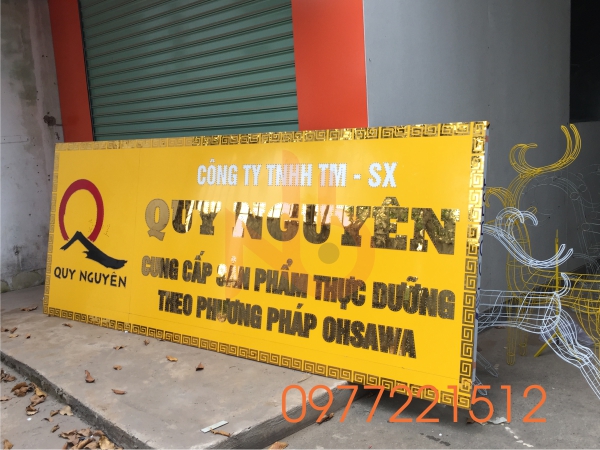 CÔNG TY TNHH TM - SX
QUY NGUYÊN
CUNG CẤP SẢN PHẨM THỰC DƯỠNG
THEO PHƯƠNG PHÁP OHSAWA
QUY NGUYÊN
0977221512